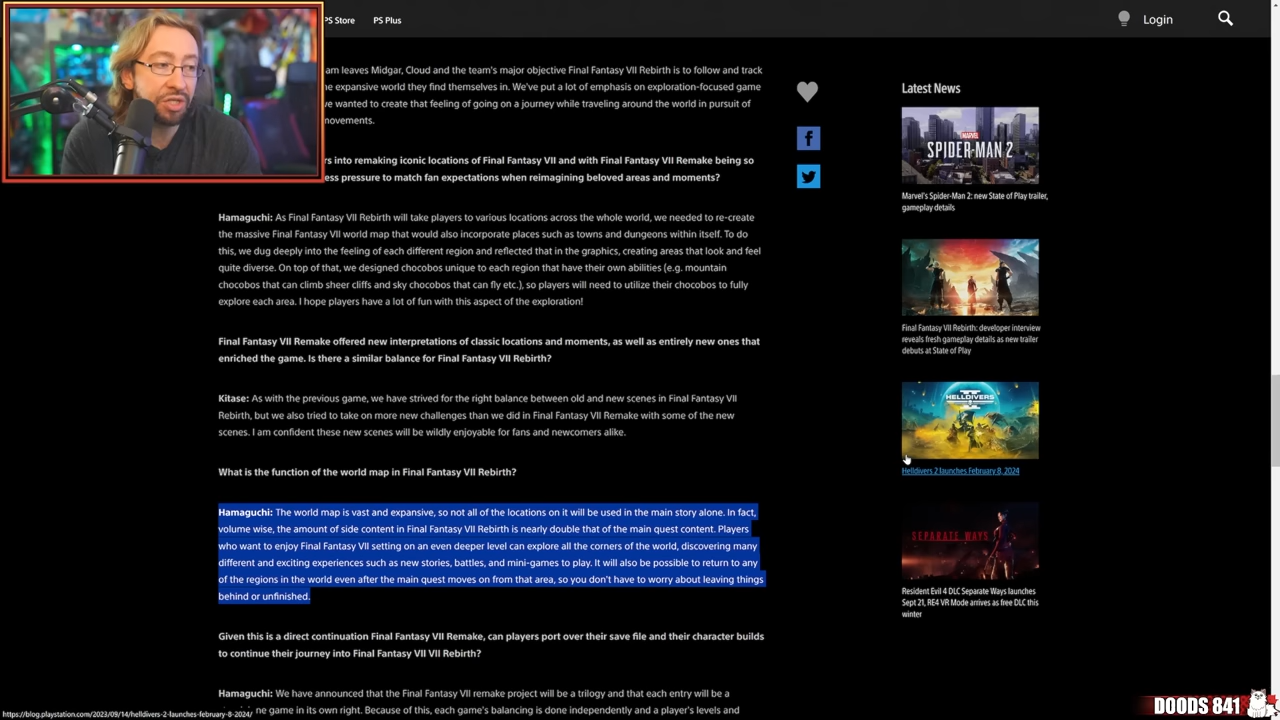 PS Store
PS Plus
Login
am leaves Midgar, Cloud and the team's major objective Final Fantasy VII Rebirth is to follow and track
he expansive world they find themselves in. We've put a lot of emphasis on exploration-focused game
we wanted to create that feeling of going on a journey while traveling around the world in pursuit of
movements.
rs into remaking iconic locations of Final Fantasy VII and with Final Fantasy VII Remake being so
ess pressure to match fan expectations when reimagining beloved areas and moments?
Hamaguchi: As Final Fantasy VII Rebirth will take players to various locations across the whole world, we needed to re-create
the massive Final Fantasy VII world map that would also incorporate places such as towns and dungeons within itself. To do
this, we dug deeply into the feeling of each different region and reflected that in the graphics, creating areas that look and feel
quite diverse. On top of that, we designed chocobos unique to each region that have their own abilities (e.g. mountain
chocobos that can climb sheer cliffs and sky chocobos that can fly etc.), so players will need to utilize their chocobos to fully
explore each area. I hope players have a lot of fun with this aspect of the exploration!
Final Fantasy VII Remake offered new interpretations of classic locations and moments, as well as entirely new ones that
enriched the game. Is there a similar balance for Final Fantasy VII Rebirth?
Kitase: As with the previous game, we have strived for the right balance between old and new scenes in Final Fantasy VII
Rebirth, but we also tried to take on more new challenges than we did in Final Fantasy VII Remake with some of the new
scenes. I am confident these new scenes will be wildly enjoyable for fans and newcomers alike.
What is the function of the world map in Final Fantasy VII Rebirth?
Hamaguchi: The world map is vast and expansive, so not all of the locations on it will be used in the main story alone. In fact,
volume wise, the amount of side content in Final Fantasy VII Rebirth is nearly double that of the main quest content. Players
who want to enjoy Final Fantasy VII setting on an even deeper level can explore all the corners of the world, discovering many
different and exciting experiences such as new stories, battles, and mini-games to play. It will also be possible to return to any
of the regions in the world even after the main quest moves on from that area, so you don't have to worry about leaving things
behind or unfinished.
Given this is a direct continuation Final Fantasy VII Remake, can players port over their save file and their character builds
to continue their journey into Final Fantasy VII VII Rebirth?
Hamaguchi: We have announced that the Final Fantasy VII remake project will be a trilogy and that each entry will be a
ne game in its own right. Because of this, each game's balancing is done independently and a player's levels and
https://blog.playstation.com/2023/09/14/helldivers-2-launches-february-8-2024/
Latest News
MARVEL
SPIDER-MAN 2
Marvel's Spider-Man 2: new State of Play trailer,
gameplay details
Final Fantasy VII Rebirth: developer interview
reveals fresh gameplay details as new trailer
debuts at State of Play
HELLDIVERS
Helldivers 2 launches February 8, 2024
SEPARATE WAYS
Resident Evil 4 DLC Separate Ways launches
Sept 21, RE4 VR Mode arrives as free DLC this
winter
DOODS 841